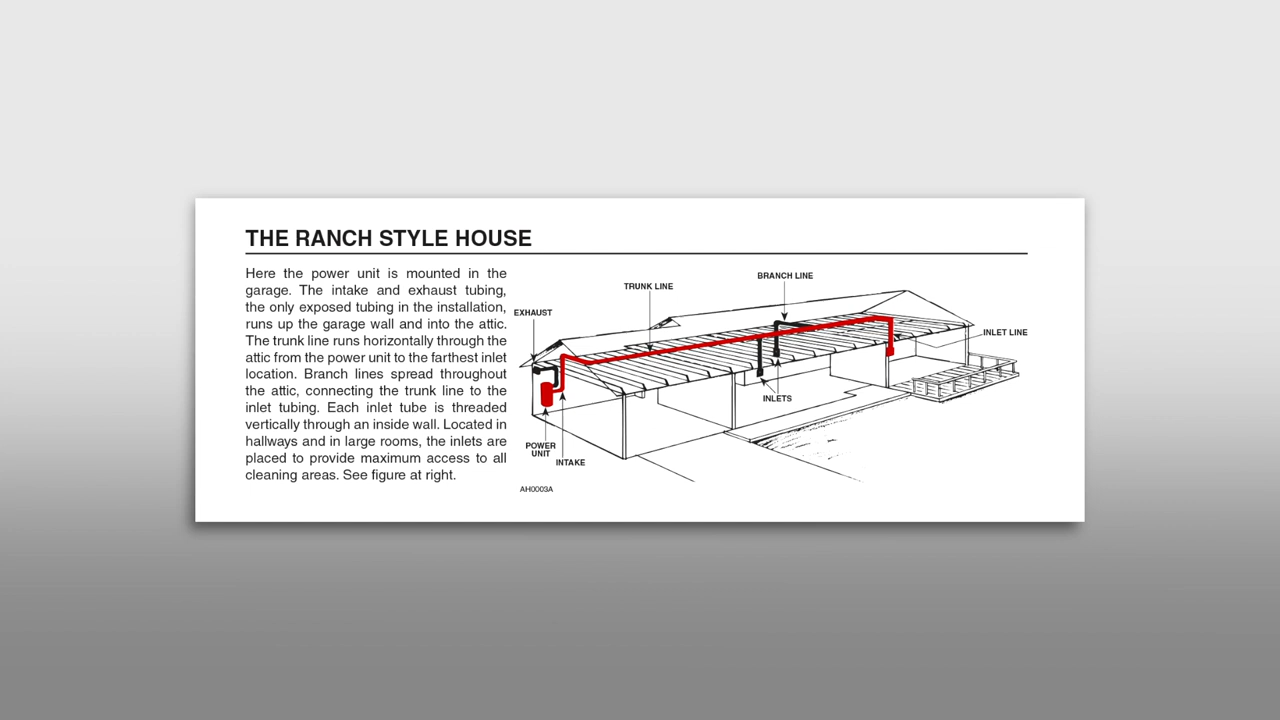 THE RANCH STYLE HOUSE
Here the power unit is mounted in the
garage. The intake and exhaust tubing,
the only exposed tubing in the installation,
runs up the garage wall and into the attic.
The trunk line runs horizontally through the
attic from the power unit to the farthest inlet
location. Branch lines spread throughout
the attic, connecting the trunk line to the
inlet tubing. Each inlet tube is threaded
vertically through an inside wall. Located in
hallways and in large rooms, the inlets are
placed to provide maximum access to all
cleaning areas. See figure at right.
BRANCH LINE
TRUNK LINE
EXHAUST
INLET LINE
INLETS
POWER
UNIT
INTAKE
AH0003A